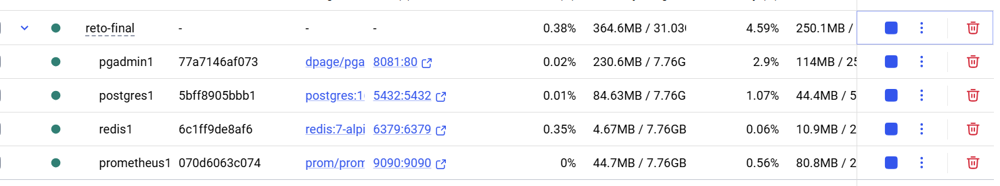 reto-final - - - 0.38% 364.6MB / 31.03 4.59% 250.1MB /
pgadmin1 77a7146af073 dpage/pga 8081:80 0.02% 230.6MB / 7.76G 2.9% 114MB / 25
postgres1 5bff8905bbb1 postgres:1 5432:5432 0.01% 84.63MB / 7.76G 1.07% 44.4MB / 5
redis1 6c1ff9de8af6 redis:7-alpi 6379:6379 0.35% 4.67MB / 7.76GB 0.06% 10.9MB / 2
prometheus1 070d6063c074 prom/prom 9090:9090 0% 44.7MB / 7.76GB 0.56% 80.8MB / 2